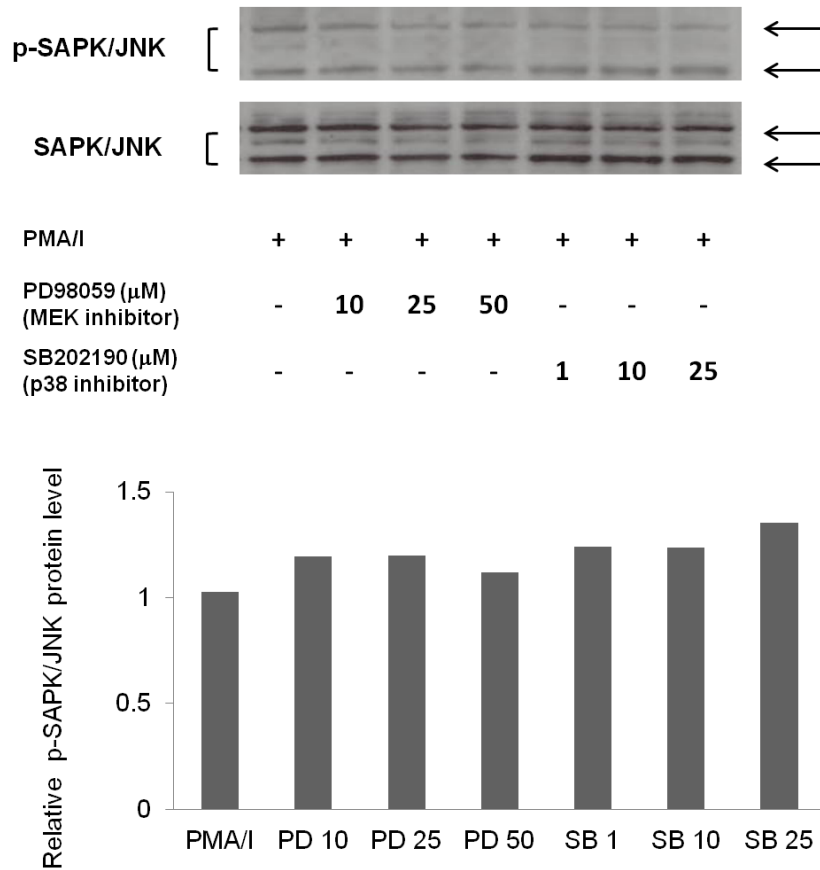 p-SAPK/JNK
SAPK/JNK
PMA/I + + + + + + +
PD98059 (μM) - 10 25 50 - - -
(MEK inhibitor)
SB202190 (μM) - - - - 1 10 25
(p38 inhibitor)
Relative p-SAPK/JNK protein level
1.5
1
0.5
0
PMA/I PD 10 PD 25 PD 50 SB 1 SB 10 SB 25